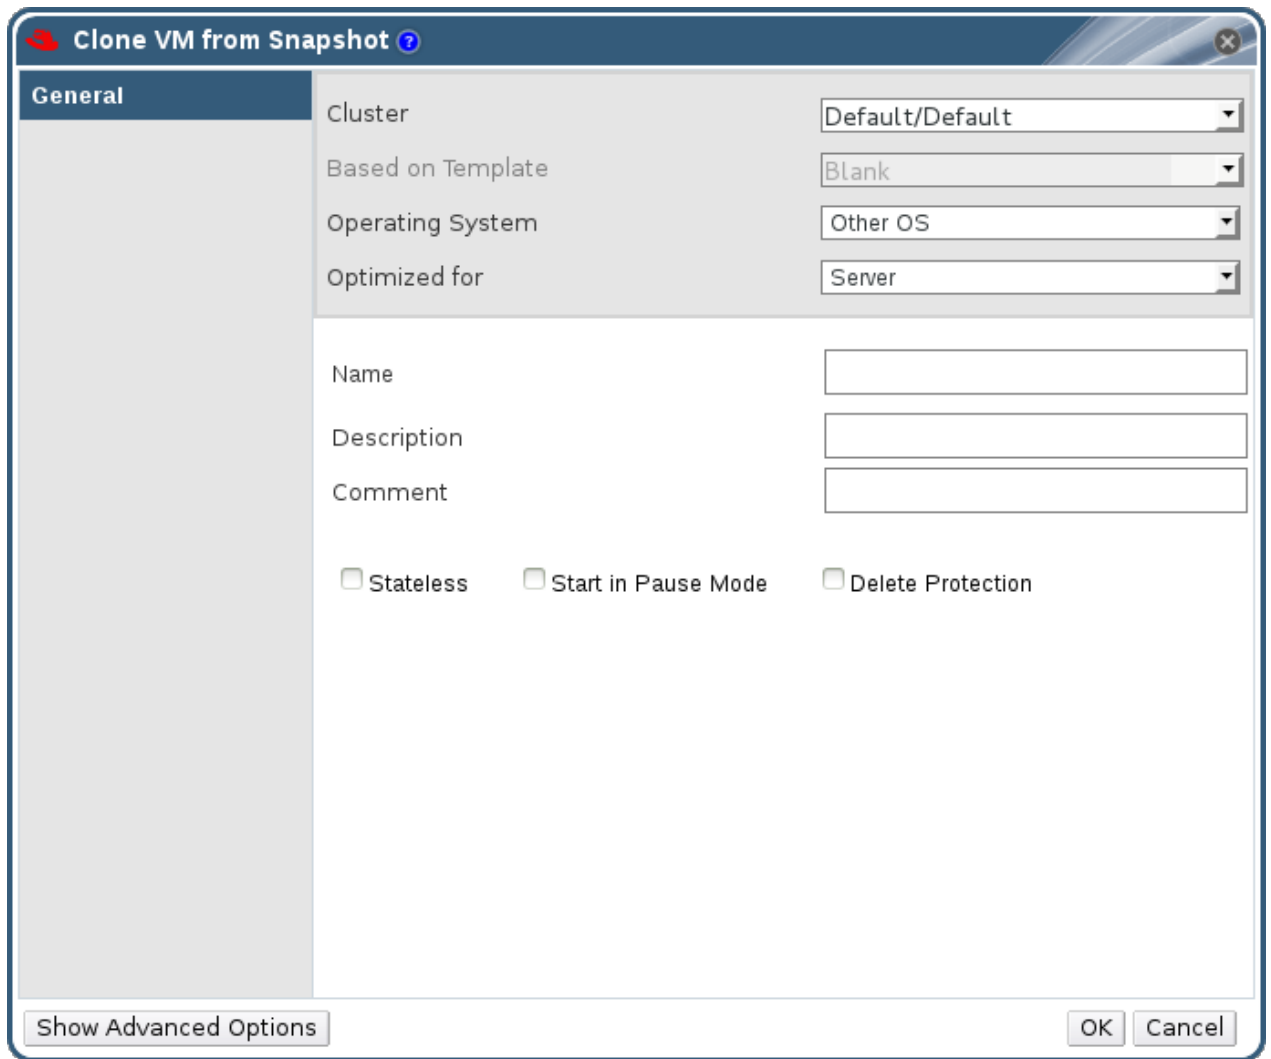 Clone VM from Snapshot ?
General
Cluster Default/Default
Based on Template Blank
Operating System Other OS
Optimized for Server
Name
Description
Comment
Stateless Start in Pause Mode Delete Protection
Show Advanced Options OK Cancel